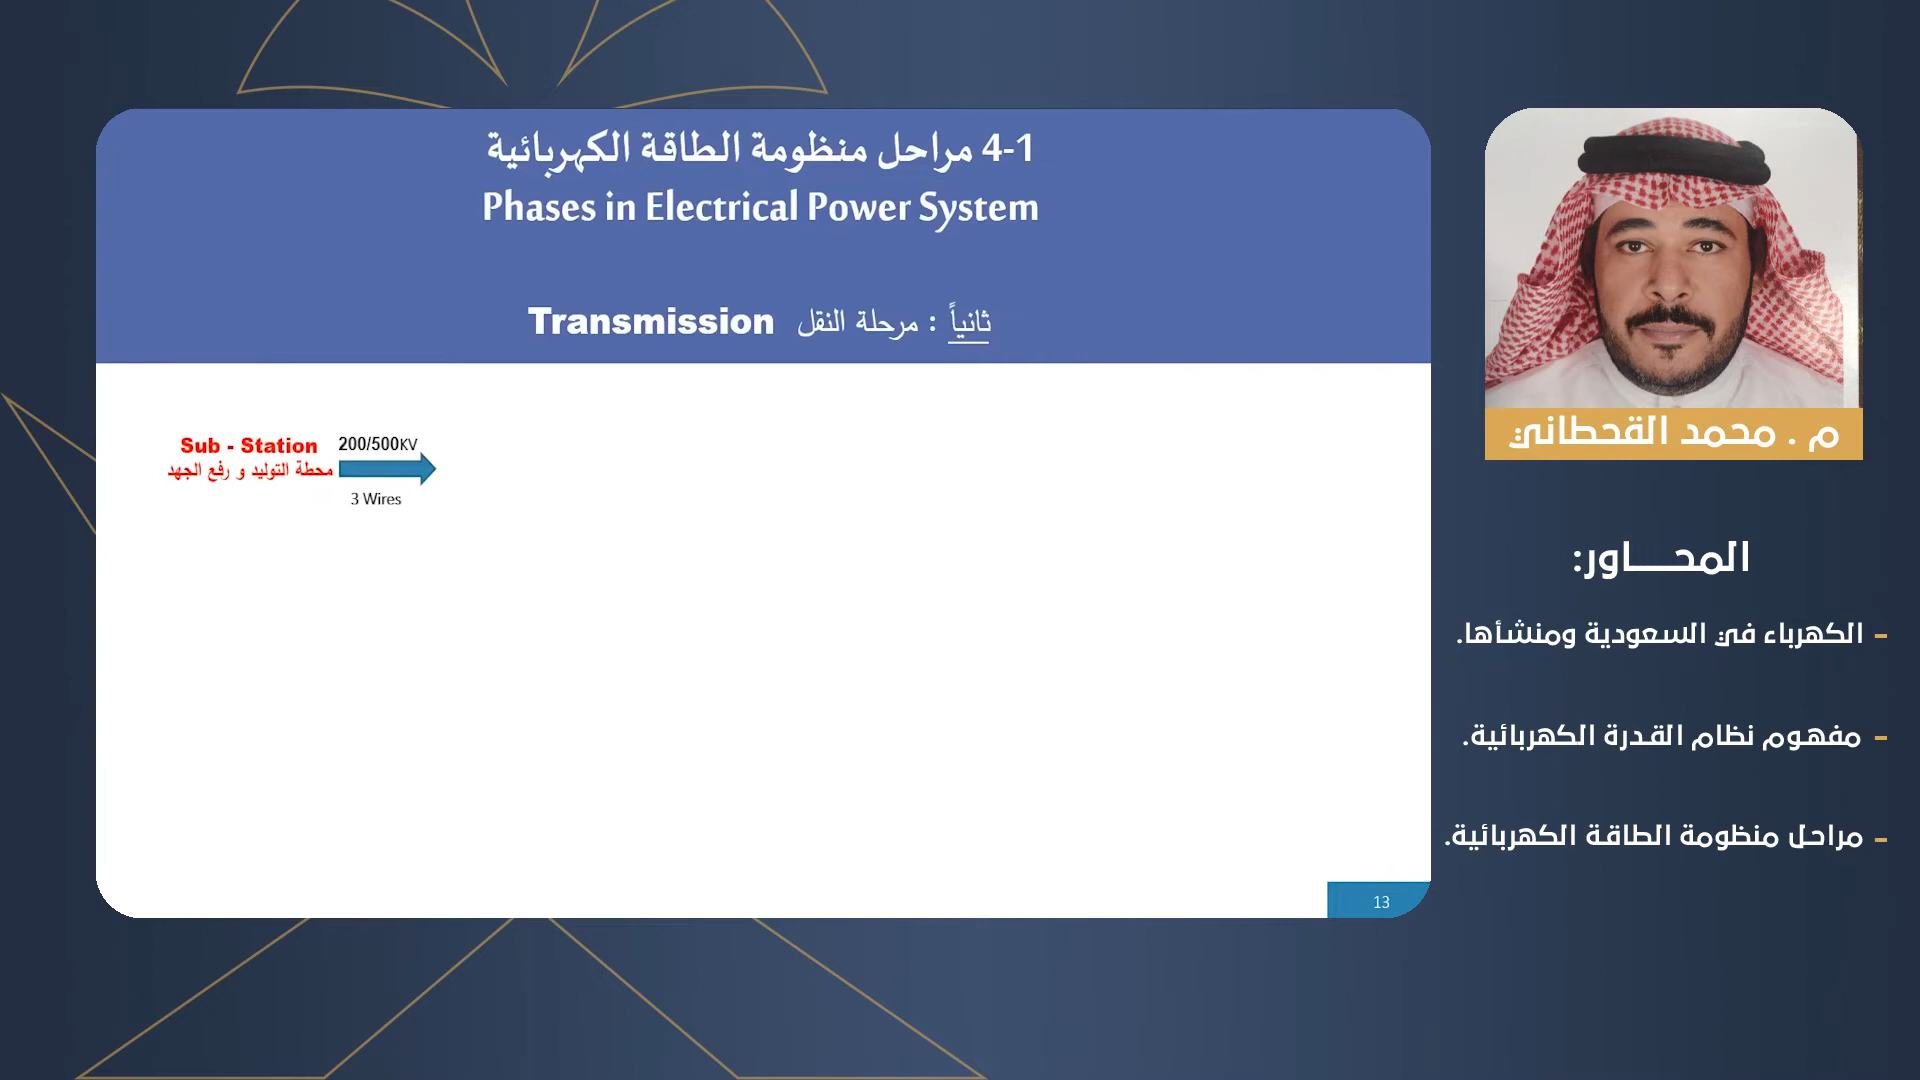 4-1 مراحل منظومة الطاقة الكهربائية
Phases in Electrical Power System
ثانياً : مرحلة النقل Transmission
Sub - Station
محطة التوليد و رفع الجهد
200/500KV
3 Wires
13
م . محمد القحطاني
المحـــــاور:
- الكهرباء في السعودية ومنشأها.
- مفهوم نظام القدرة الكهربائية.
- مراحل منظومة الطاقة الكهربائية.